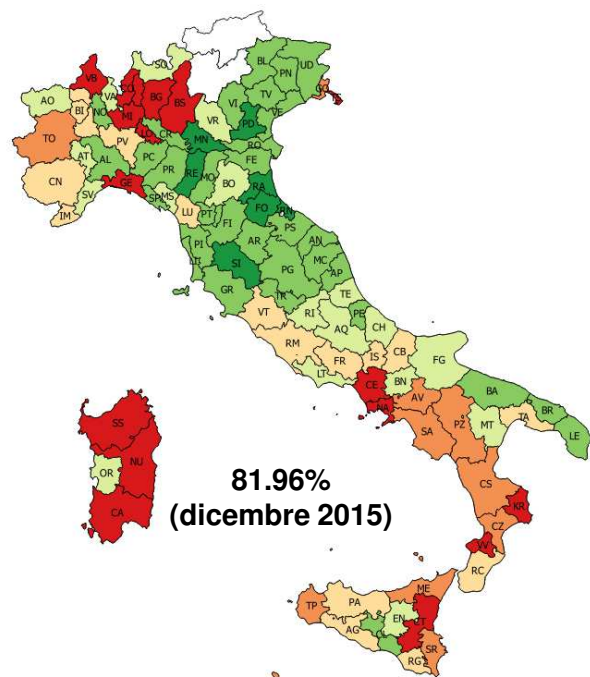 SO
BL
PN
UD
VB
CO
VA
BG
BS
TV
VI
AO
BI
NO
MI
VR
PD
VE
TO
PV
LO
CR
MN
RO
AT
AL
PC
PR
RE
MO
FE
CN
GE
BO
RA
SV
SP
MS
FO
RN
IM
LU
PT
FI
PS
PI
AR
AN
MC
SI
PG
AP
GR
TR
TE
VT
RI
PE
AQ
CH
RM
FR
IS
CB
FG
LT
CE
BN
BA
NA
AV
BR
SA
PZ
MT
TA
LE
SS
NU
OR
CS
CA
KR
CZ
VV
RC
81.96%
(dicembre 2015)
ME
TP
PA
EN
CT
AG
SR
RG